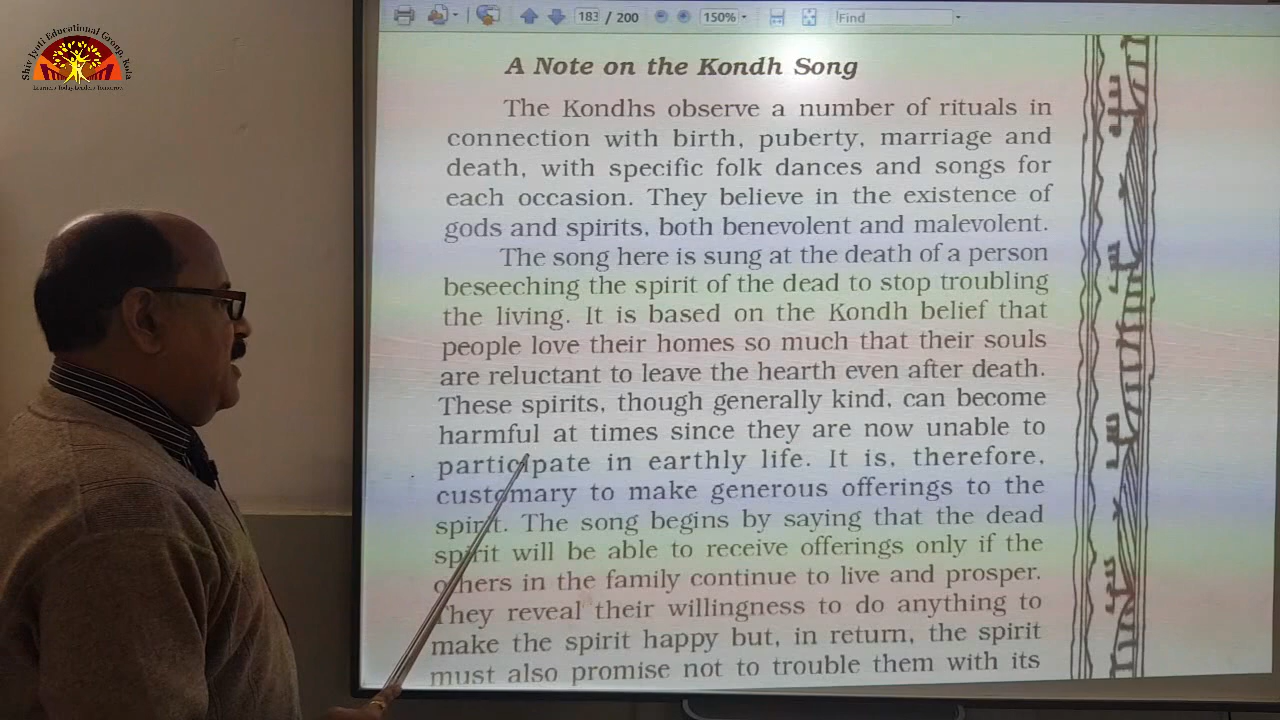 Shiv Jyoti Educational Group, Kota
Learners Today Leaders Tomorrow
183 / 200
150%
Find
A Note on the Kondh Song
The Kondhs observe a number of rituals in
connection with birth, puberty, marriage and
death, with specific folk dances and songs for
each occasion. They believe in the existence of
gods and spirits, both benevolent and malevolent.
The song here is sung at the death of a person
beseeching the spirit of the dead to stop troubling
the living. It is based on the Kondh belief that
people love their homes so much that their souls
are reluctant to leave the hearth even after death.
These spirits, though generally kind, can become
harmful at times since they are now unable to
participate in earthly life. It is, therefore,
customary to make generous offerings to the
spirit. The song begins by saying that the dead
spirit will be able to receive offerings only if the
others in the family continue to live and prosper.
They reveal their willingness to do anything to
make the spirit happy but, in return, the spirit
must also promise not to trouble them with its